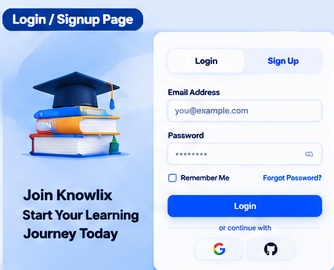 Login / Signup Page
Login
Sign Up
Email Address
you@example.com
Password
••••••••
Remember Me
Forgot Password?
Login
or continue with
Join Knowlix
Start Your Learning
Journey Today